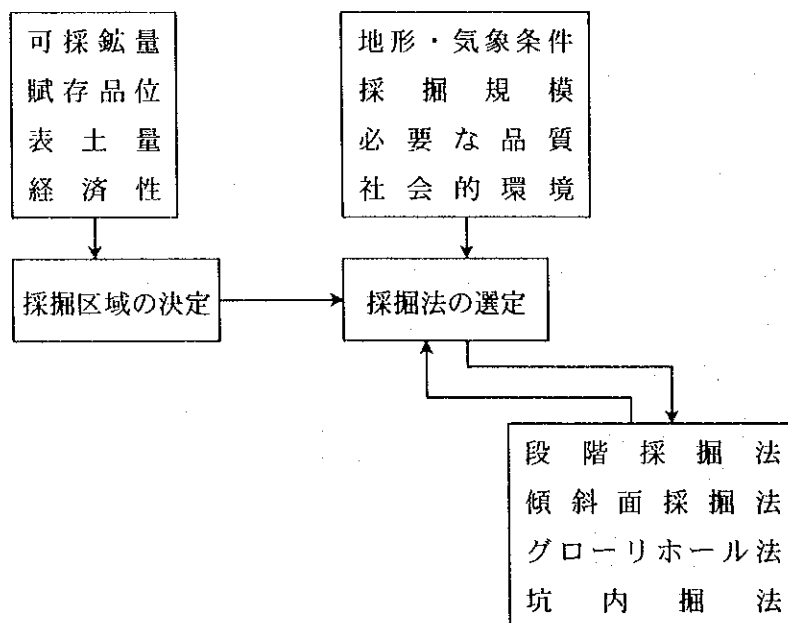 可採鉱量
賦存品位
表土量
経済性
地形・気象条件
採掘規模
必要な品質
社会的環境
採掘区域の決定
採掘法の選定
段階採掘法
傾斜面採掘法
グローリホール法
坑内掘法